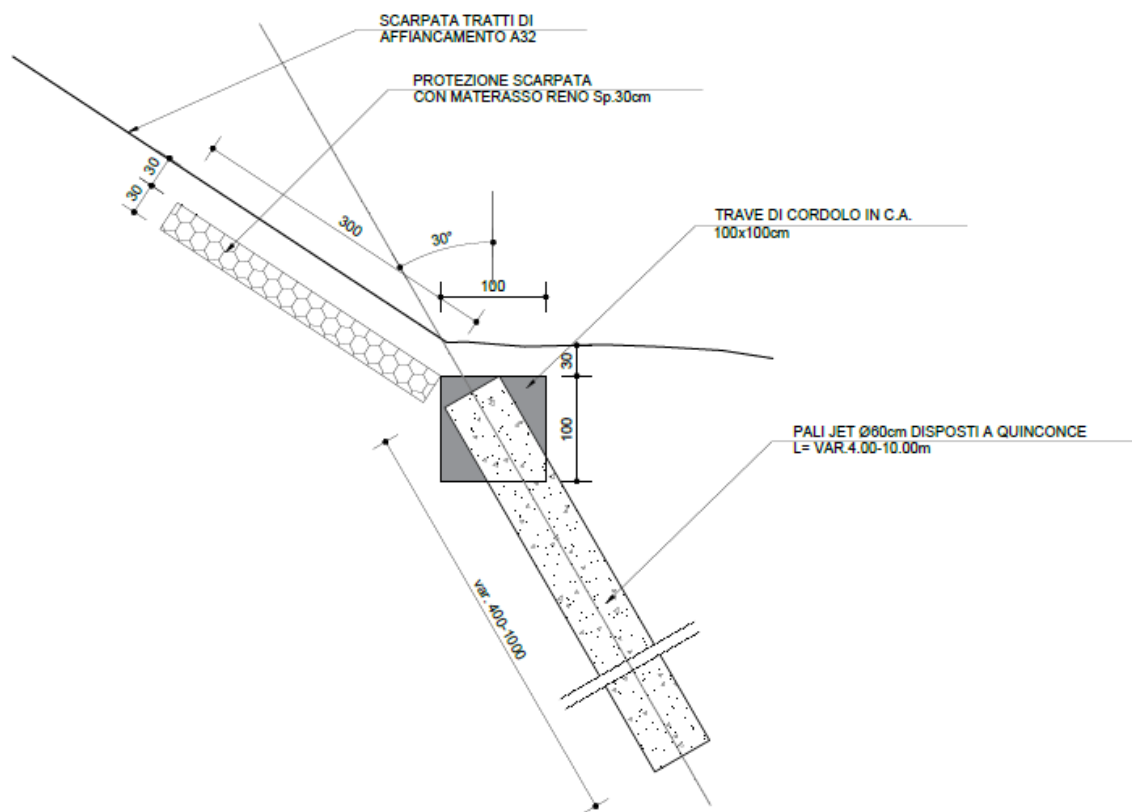 SCARPATA TRATTI DI
AFFIANCAMENTO A32
PROTEZIONE SCARPATA
CON MATERASSO RENO Sp.30cm
30
30
300
30°
100
TRAVE DI CORDOLO IN C.A.
100x100cm
30
100
PALI JET Ø60cm DISPOSTI A QUINCONCE
L= VAR.4.00-10.00m
var. 400-1000